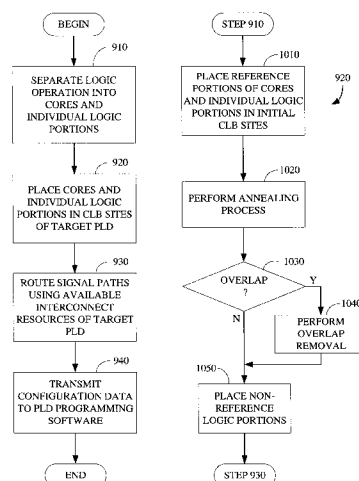 BEGIN
910
SEPARATE LOGIC
OPERATION INTO
CORES AND
INDIVIDUAL LOGIC
PORTIONS
920
PLACE CORES AND
INDIVIDUAL LOGIC
PORTIONS IN CLB SITES
OF TARGET PLD
930
ROUTE SIGNAL PATHS
USING AVAILABLE
INTERCONNECT
RESOURCES OF TARGET
PLD
940
TRANSMIT
CONFIGURATION DATA
TO PLD PROGRAMMING
SOFTWARE
END
STEP 910
1010
920
PLACE REFERENCE
PORTIONS OF CORES
AND INDIVIDUAL LOGIC
PORTIONS IN INITIAL
CLB SITES
1020
PERFORM ANNEALING
PROCESS
1030
OVERLAP
?
Y
N
1040
PERFORM
OVERLAP
REMOVAL
1050
PLACE NON-
REFERENCE
LOGIC PORTIONS
STEP 930